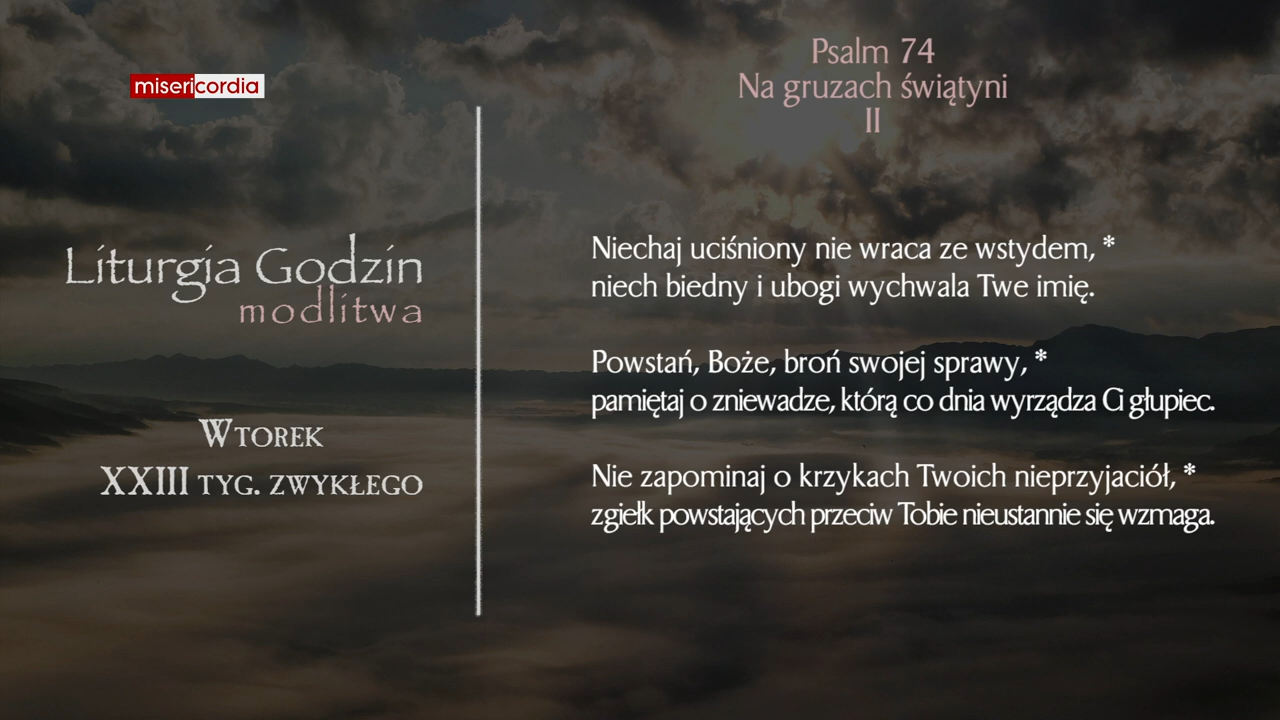 misericordia
Liturgia Godzin
modlitwa
Wtorek
XXIII tyg. zwykłego
Psalm 74
Na gruzach świątyni
II
Niechaj uciśniony nie wraca ze wstydem, *
niech biedny i ubogi wychwala Twe imię.
Powstań, Boże, broń swojej sprawy, *
pamiętaj o zniewadze, którą co dnia wyrządza Ci głupiec.
Nie zapominaj o krzykach Twoich nieprzyjaciół, *
zgiełk powstających przeciw Tobie nieustannie się wzmaga.